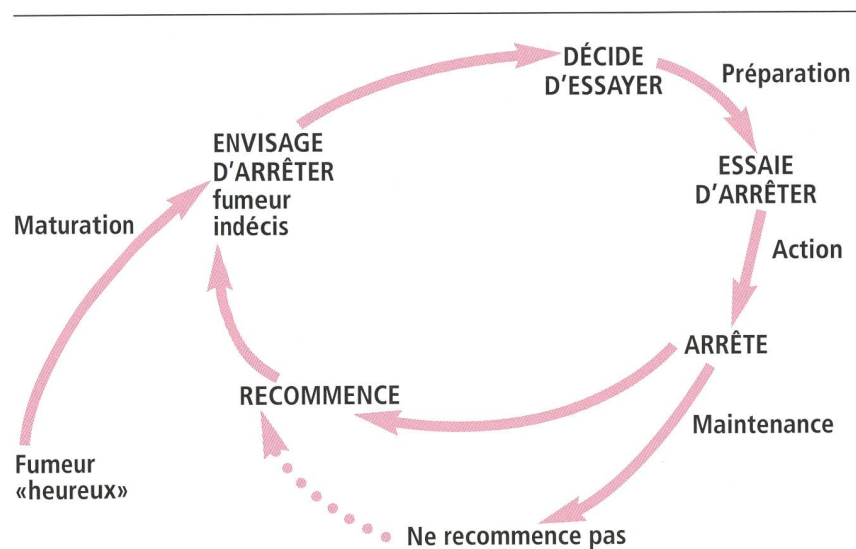 DÉCIDE
D'ESSAYER
Préparation
ENVISAGE
D'ARRÊTER
fumeur
indécis
ESSAIE
D'ARRÊTER
Maturation
Action
ARRÊTE
RECOMMENCE
Maintenance
Fumeur
«heureux»
Ne recommence pas